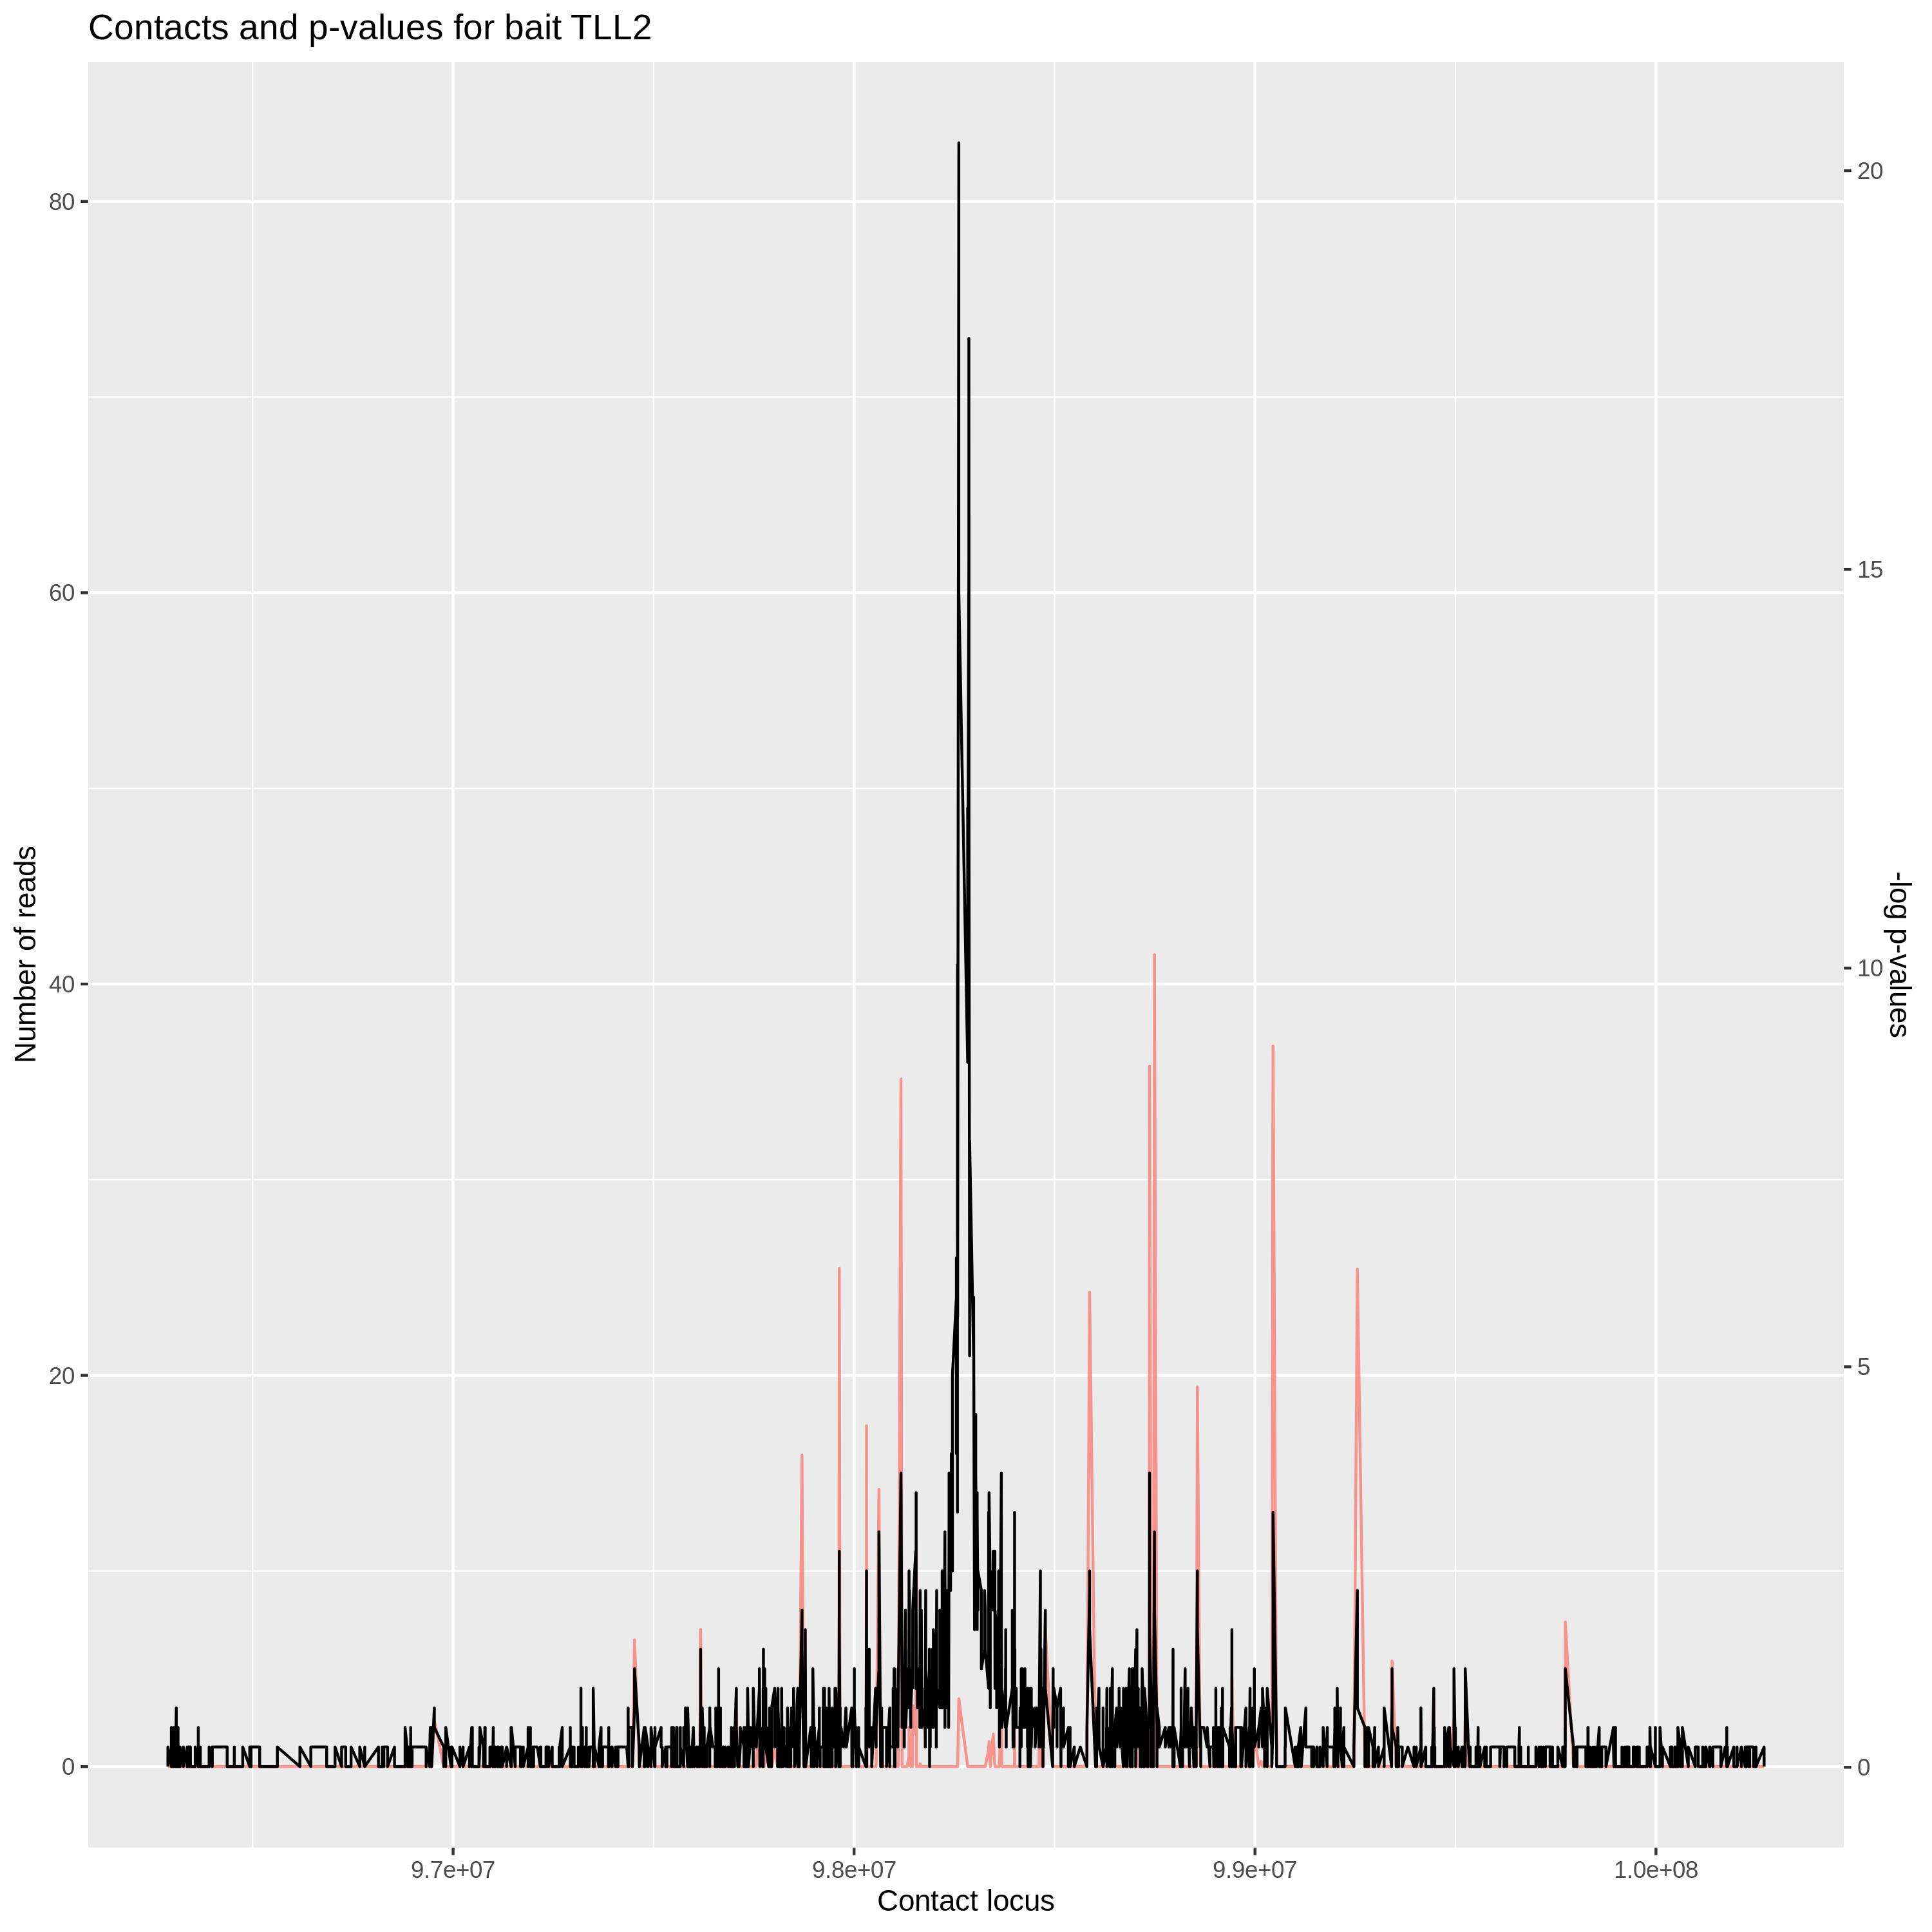 Contacts and p-values for bait TLL2
80
60
40
20
0
Number of reads
20
15
10
5
0
-log p-values
9.7e+07
9.8e+07
9.9e+07
1.0e+08
Contact locus